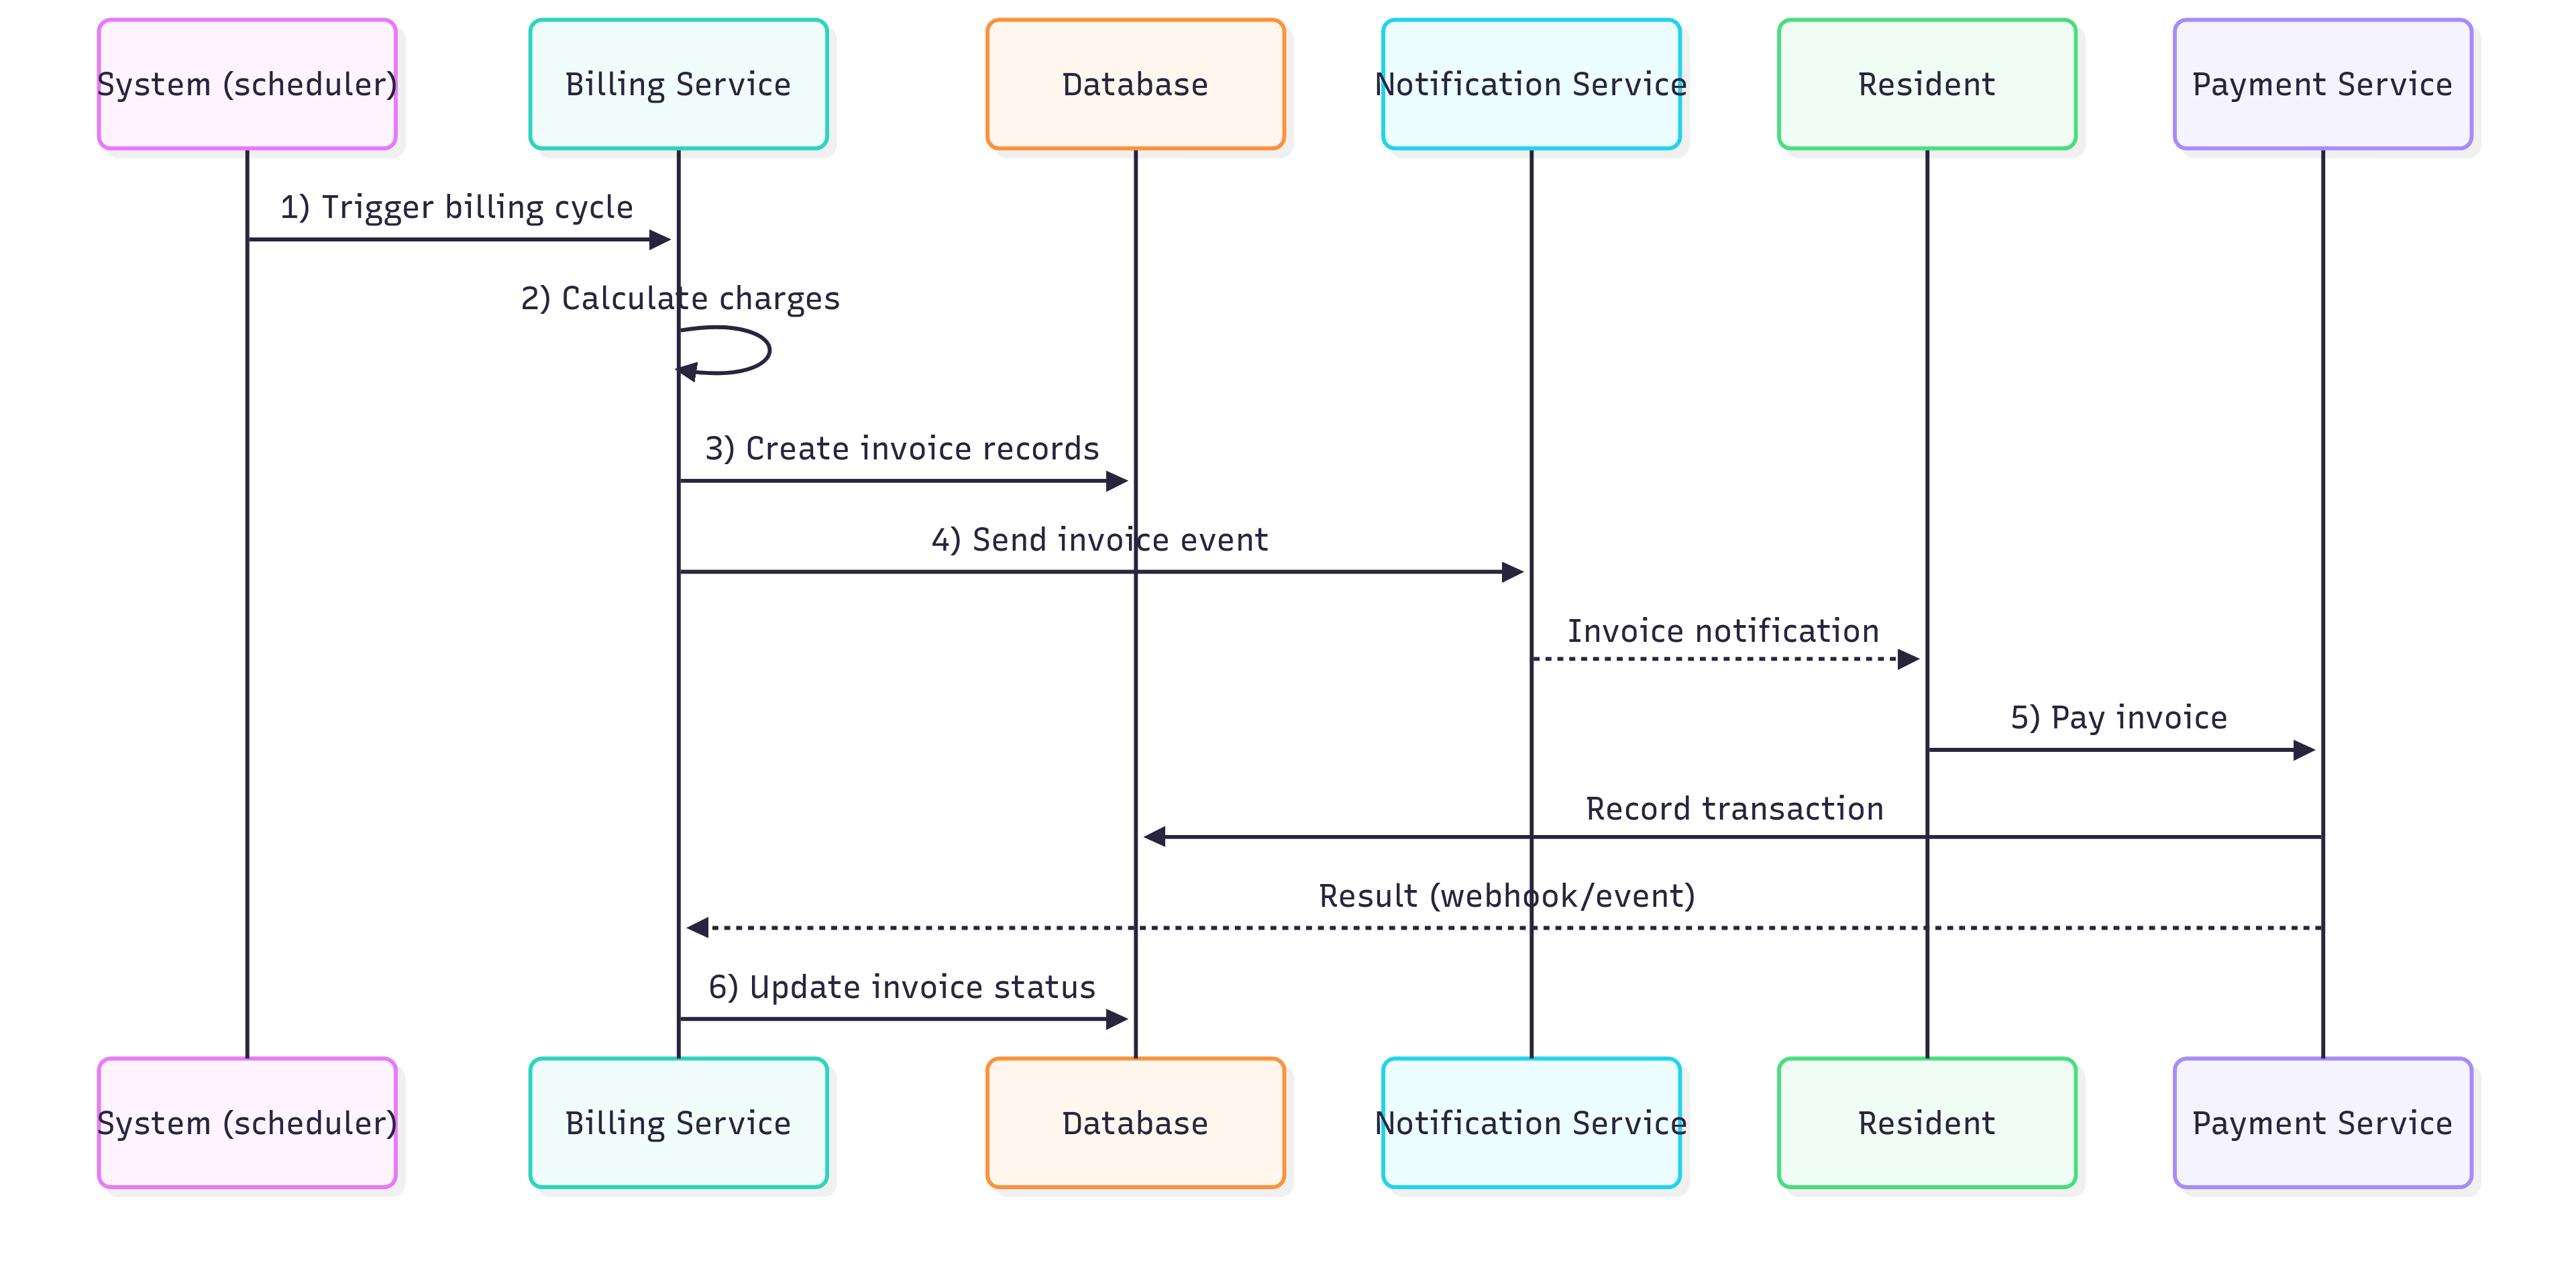 System (scheduler)
Billing Service
Database
Notification Service
Resident
Payment Service
1) Trigger billing cycle
2) Calculate charges
3) Create invoice records
4) Send invoice event
Invoice notification
5) Pay invoice
Record transaction
Result (webhook/event)
6) Update invoice status
System (scheduler)
Billing Service
Database
Notification Service
Resident
Payment Service